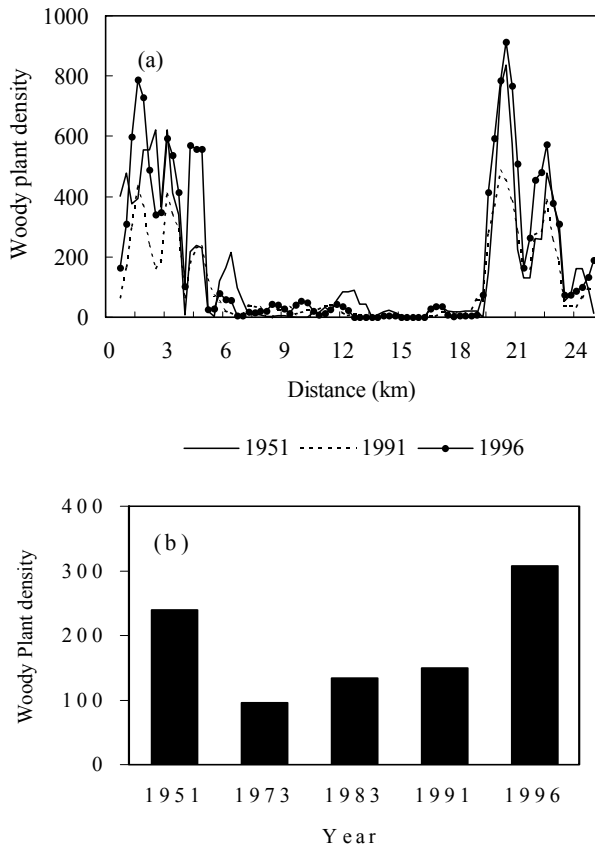 1000
800
600
400
200
0
Woody plant density
(a)
0 3 6 9 12 15 18 21 24
Distance (km)
1951 1991 1996
400
300
200
100
0
Woody Plant density
(b)
1951 1973 1983 1991 1996
Year